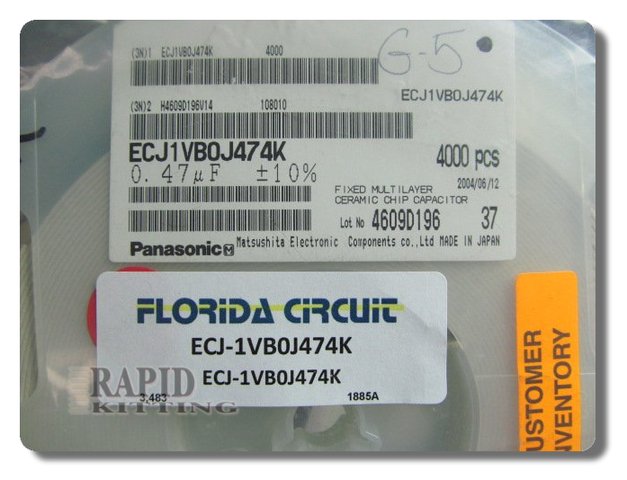 (3N)1 ECJ1VB0J474K 4000
G-5
ECJ1VB0J474K
(3N)2 H4609D196V14 108010
ECJ1VB0J474K 4000 pcs
0.47μF ±10%
2004/06/12
FIXED MULTILAYER
CERAMIC CHIP CAPACITOR
Lot No 4609D196 37
Panasonic Matsushita Electronic Components co.,Ltd MADE IN JAPAN
FLORIDA CIRCUIT
ECJ-1VB0J474K
ECJ-1VB0J474K
3,483 1885A
RAPID
KITTING
USTOMER
NVENTORY